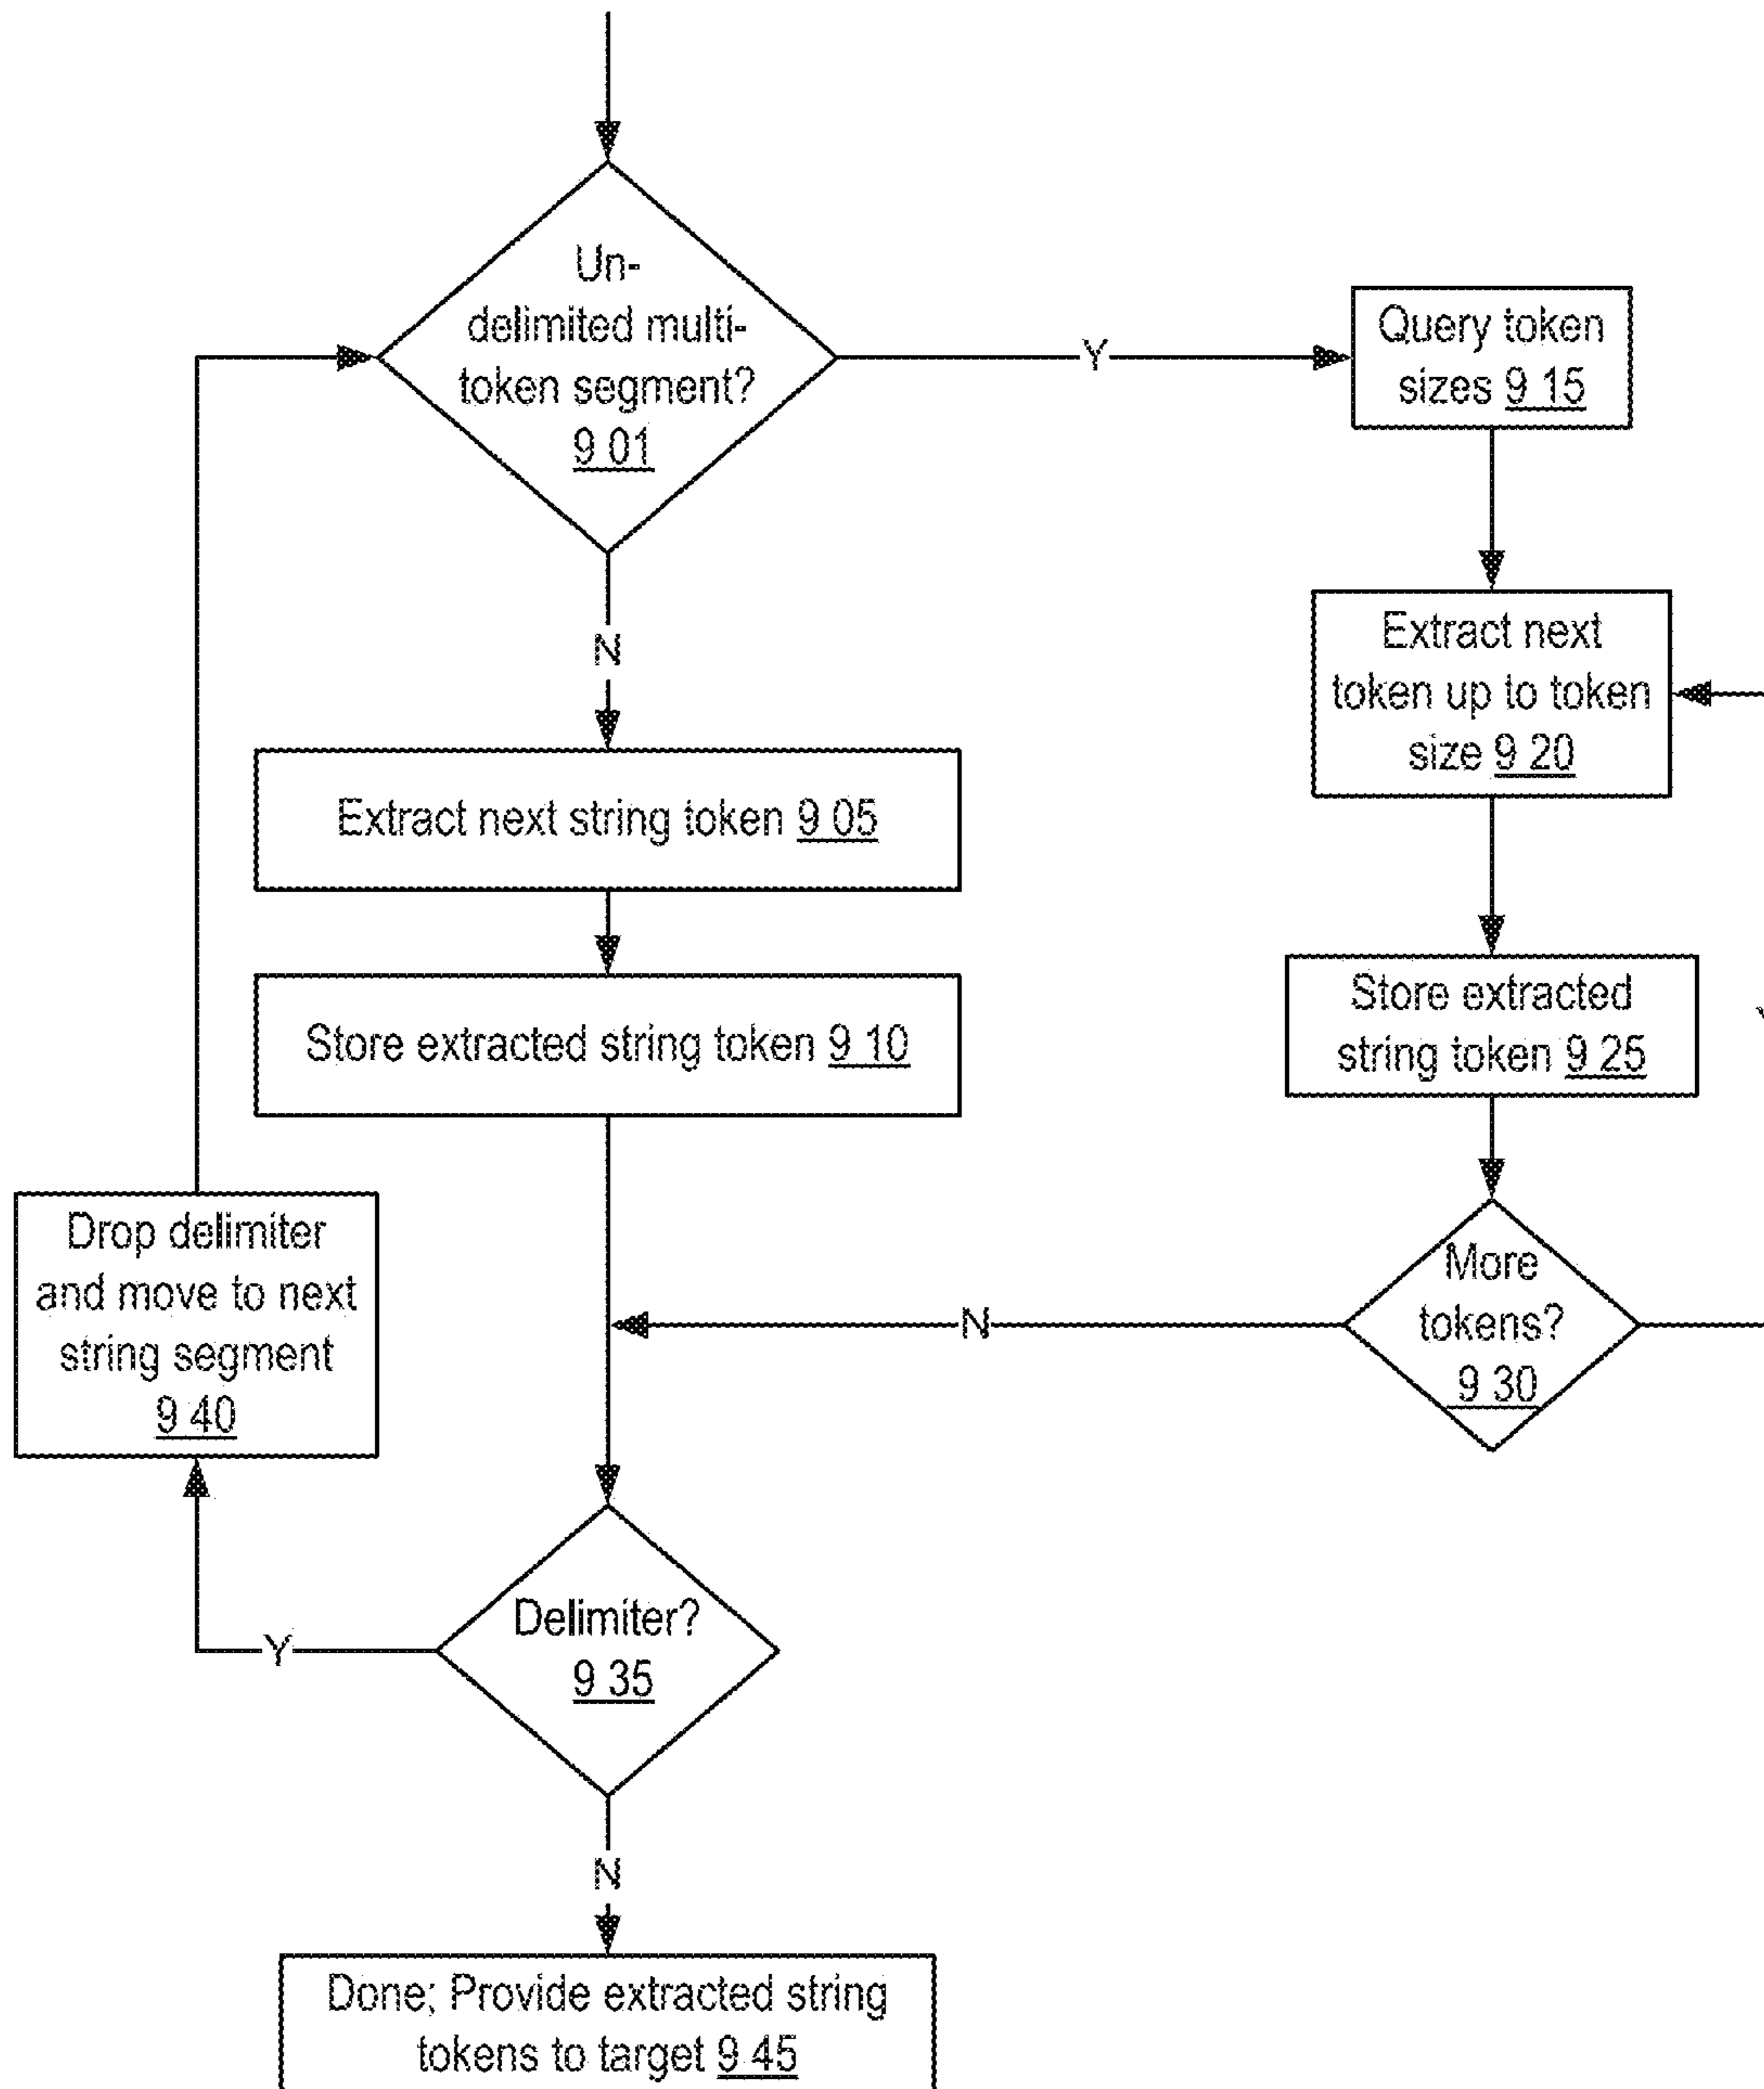 Un-
delimited multi-
token segment?
9 01
Y
Query token
sizes 9 15
N
Extract next
token up to token
size 9 20
Extract next string token 9 05
Store extracted
string token 9 25
Store extracted string token 9 10
Drop delimiter
and move to next
string segment
9 40
More
tokens?
9 30
N
Delimiter?
9 35
Y
N
Done; Provide extracted string
tokens to target 9 45